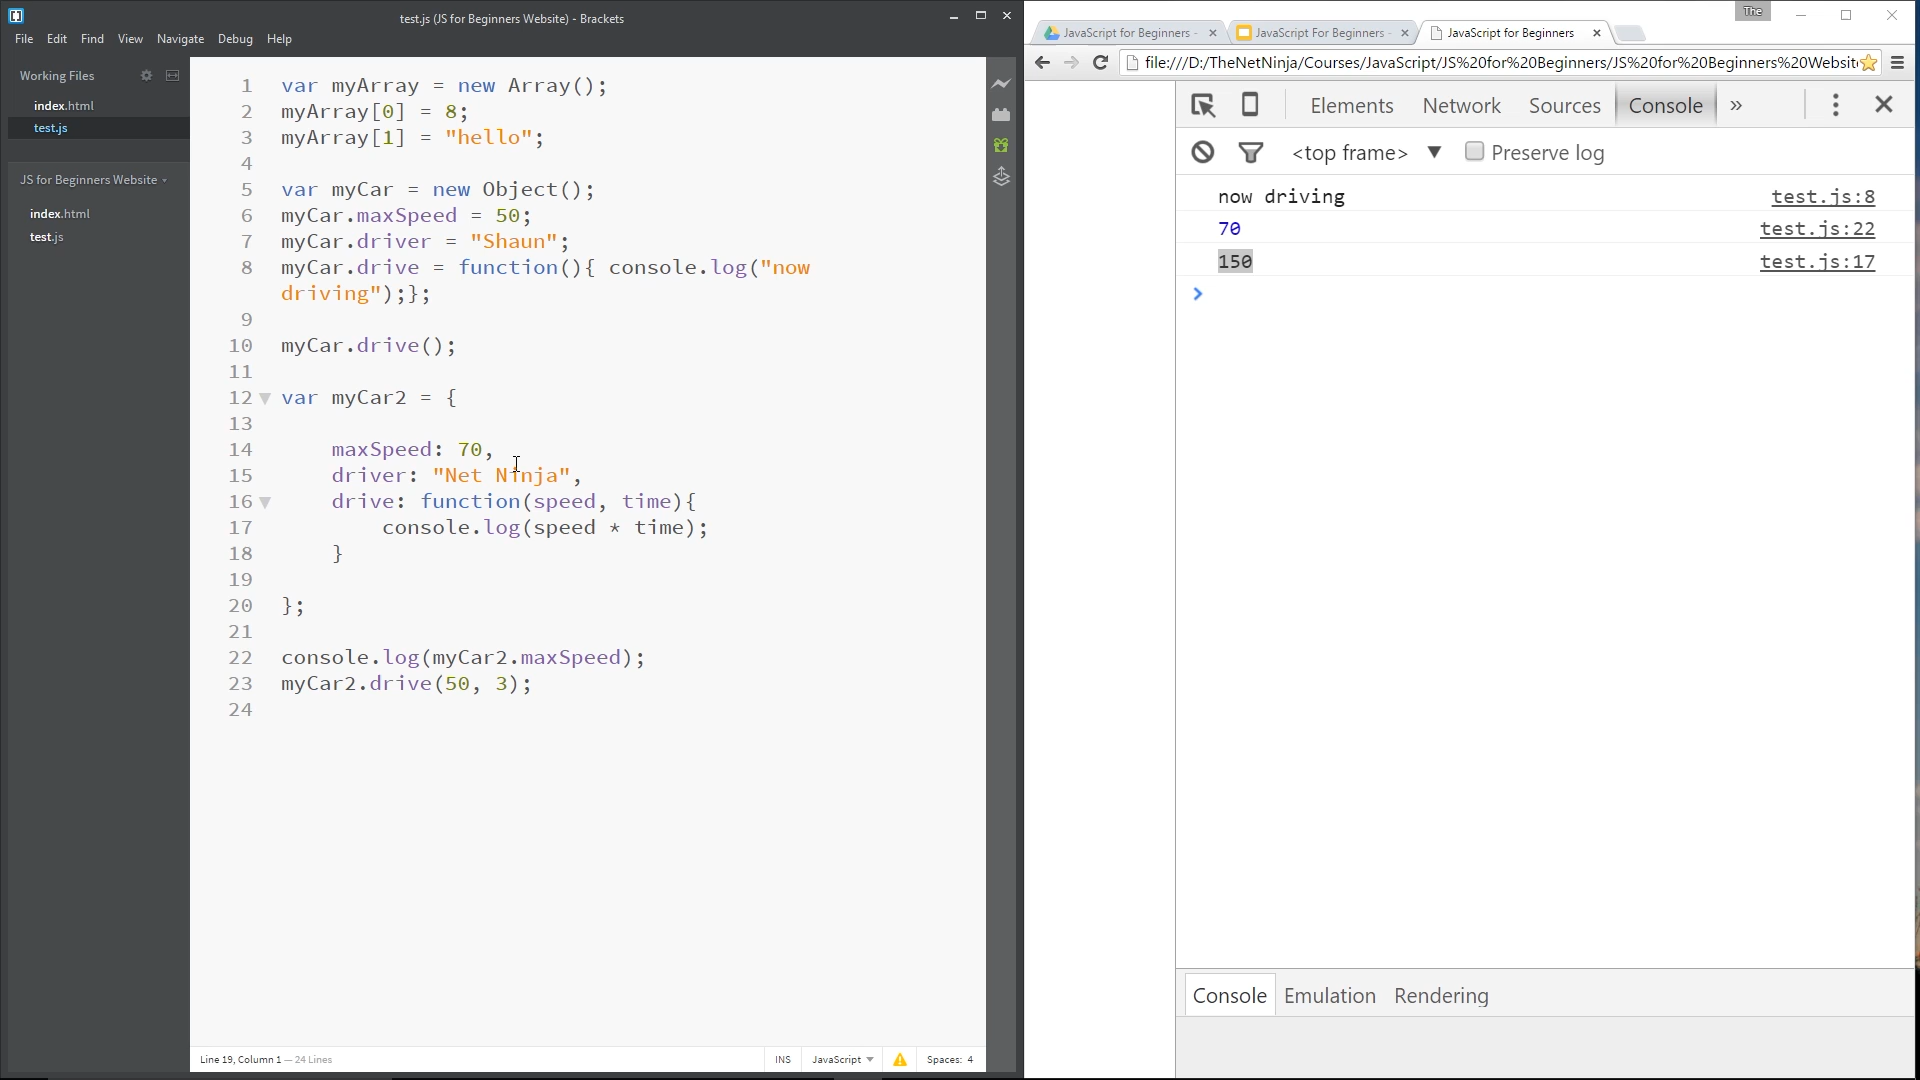 test.js (JS for Beginners Website) - Brackets
File Edit Find View Navigate Debug Help
Working Files
index.html
test.js
JS for Beginners Website
index.html
test.js
1 var myArray = new Array();
2 myArray[0] = 8;
3 myArray[1] = "hello";
4
5 var myCar = new Object();
6 myCar.maxSpeed = 50;
7 myCar.driver = "Shaun";
8 myCar.drive = function(){ console.log("now
driving");};
9
10 myCar.drive();
11
12 var myCar2 = {
13
14 maxSpeed: 70,
15 driver: "Net Ninja",
16 drive: function(speed, time){
17 console.log(speed * time);
18 }
19
20 };
21
22 console.log(myCar2.maxSpeed);
23 myCar2.drive(50, 3);
24
Line 19, Column 1 — 24 Lines
INS JavaScript Spaces: 4
The
JavaScript for Beginners - JavaScript For Beginners - JavaScript for Beginners
file:///D:/TheNetNinja/Courses/JavaScript/JS%20for%20Beginners/JS%20for%20Beginners%20Websit
Elements Network Sources Console »
<top frame> Preserve log
now driving test.js:8
70 test.js:22
150 test.js:17
Console Emulation Rendering